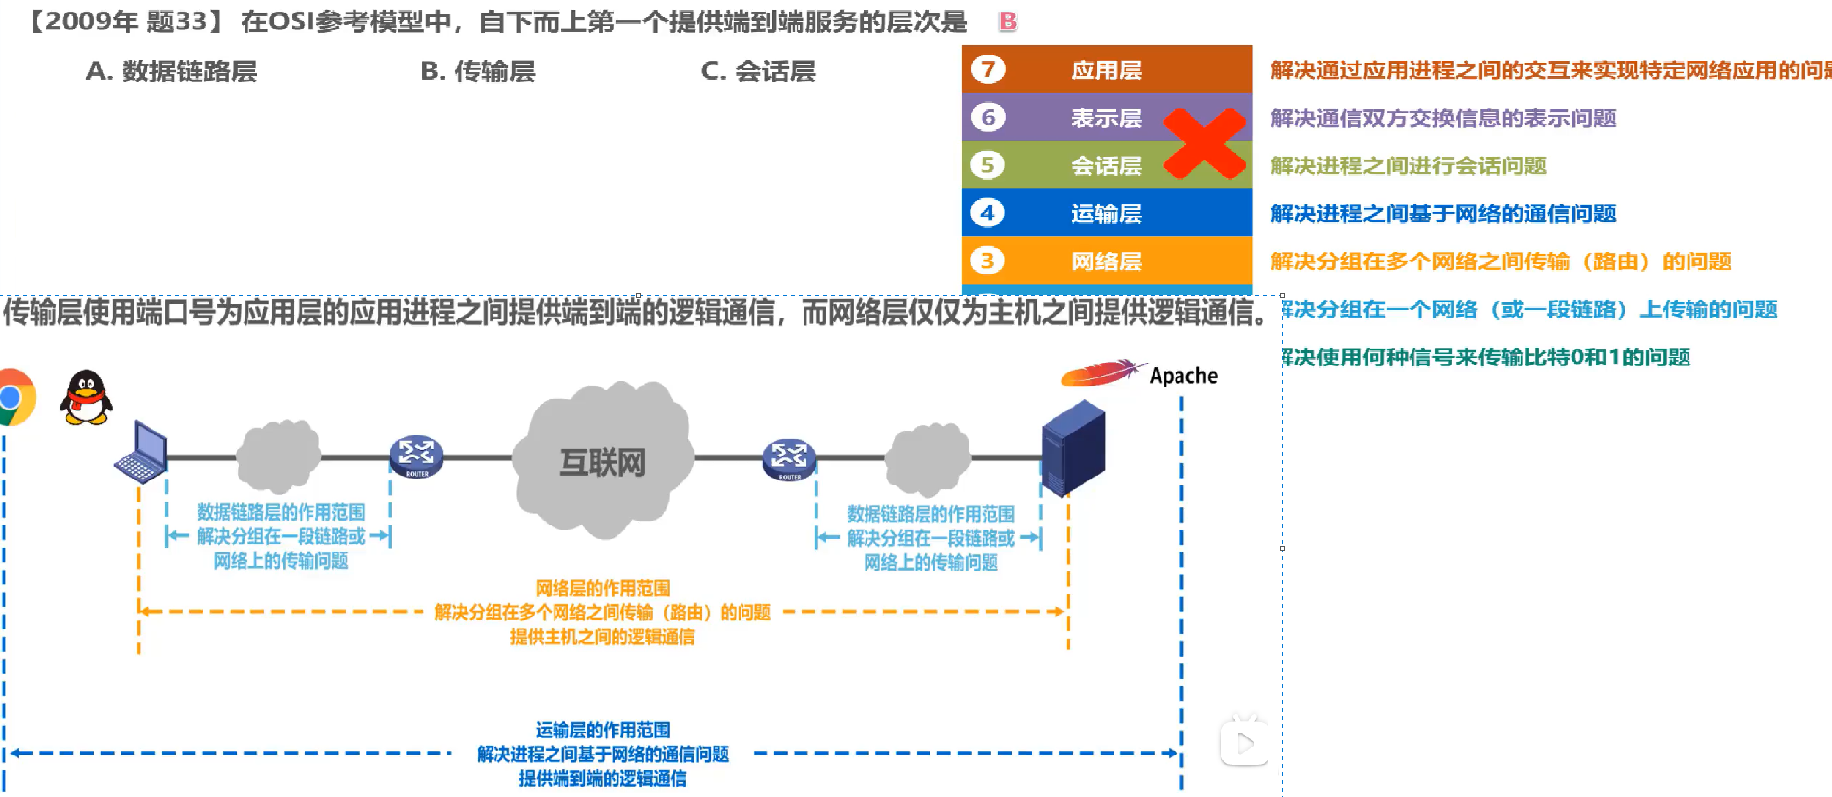 【2009年 题33】 在OSI参考模型中，自下而上第一个提供端到端服务的层次是 B
A. 数据链路层 B. 传输层 C. 会话层
7 应用层 解决通过应用进程之间的交互来实现特定网络应用的问
6 表示层 解决通信双方交换信息的表示问题
5 会话层 解决进程之间进行会话问题
4 运输层 解决进程之间基于网络的通信问题
3 网络层 解决分组在多个网络之间传输（路由）的问题
解决分组在一个网络（或一段链路）上传输的问题
解决使用何种信号来传输比特0和1的问题
传输层使用端口号为应用层的应用进程之间提供端到端的逻辑通信，而网络层仅仅为主机之间提供逻辑通信。
Apache
互联网
ROUTER
ROUTER
数据链路层的作用范围
解决分组在一段链路或
网络上的传输问题
数据链路层的作用范围
解决分组在一段链路或
网络上的传输问题
网络层的作用范围
解决分组在多个网络之间传输（路由）的问题
提供主机之间的逻辑通信
运输层的作用范围
解决进程之间基于网络的通信问题
提供端到端的逻辑通信